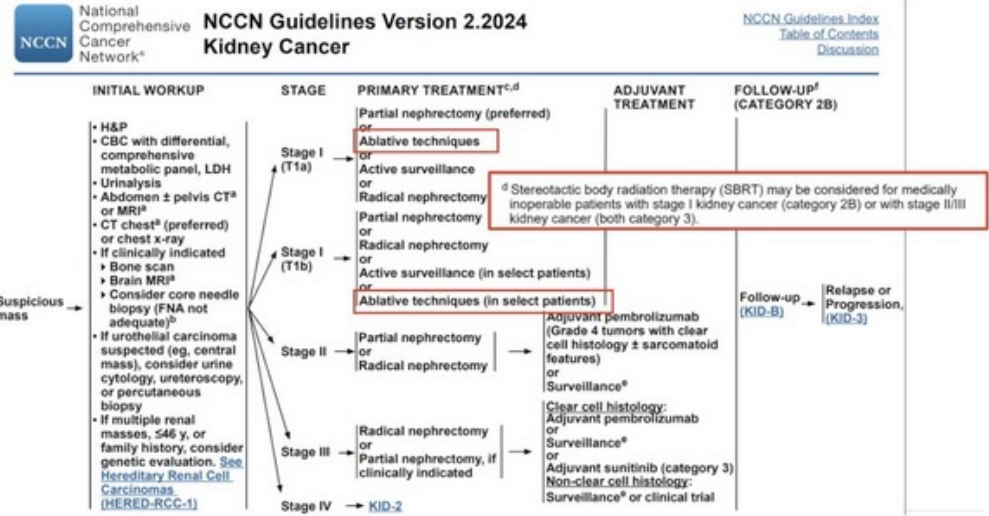 National
Comprehensive
Cancer
Network®
NCCN
NCCN Guidelines Version 2.2024
Kidney Cancer
NCCN Guidelines Index
Table of Contents
Discussion
INITIAL WORKUP
STAGE
PRIMARY TREATMENTc,d
ADJUVANT
TREATMENT
FOLLOW-UPf
(CATEGORY 2B)
Suspicious
mass
• H&P
• CBC with differential,
comprehensive
metabolic panel, LDH
• Urinalysis
• Abdomen ± pelvis CTa
or MRIa
• CT chesta (preferred)
or chest x-ray
• If clinically indicated
Bone scan
Brain MRIa
Consider core needle
biopsy (FNA not
adequate)b
• If urothelial carcinoma
suspected (eg, central
mass), consider urine
cytology, ureteroscopy,
or percutaneous
biopsy
• If multiple renal
masses, ≤46 y, or
family history, consider
genetic evaluation. See
Hereditary Renal Cell
Carcinomas
(HERED-RCC-1)
Stage I
(T1a)
Partial nephrectomy (preferred)
or
Ablative techniques
or
Active surveillance
or
Radical nephrectomy
d Stereotactic body radiation therapy (SBRT) may be considered for medically
inoperable patients with stage I kidney cancer (category 2B) or with stage II/III
kidney cancer (both category 3).
Stage I
(T1b)
Partial nephrectomy
or
Radical nephrectomy
or
Active surveillance (in select patients)
or
Ablative techniques (in select patients)
Stage II
Partial nephrectomy
or
Radical nephrectomy
Adjuvant pembrolizumab
(Grade 4 tumors with clear
cell histology ± sarcomatoid
features)
or
Surveillancee
Stage III
Radical nephrectomy
or
Partial nephrectomy, if
clinically indicated
Clear cell histology:
Adjuvant pembrolizumab
or
Surveillancee
or
Adjuvant sunitinib (category 3)
Non-clear cell histology:
Surveillancee or clinical trial
Stage IV
KID-2
Follow-up
(KID-B)
Relapse or
Progression,
(KID-3)